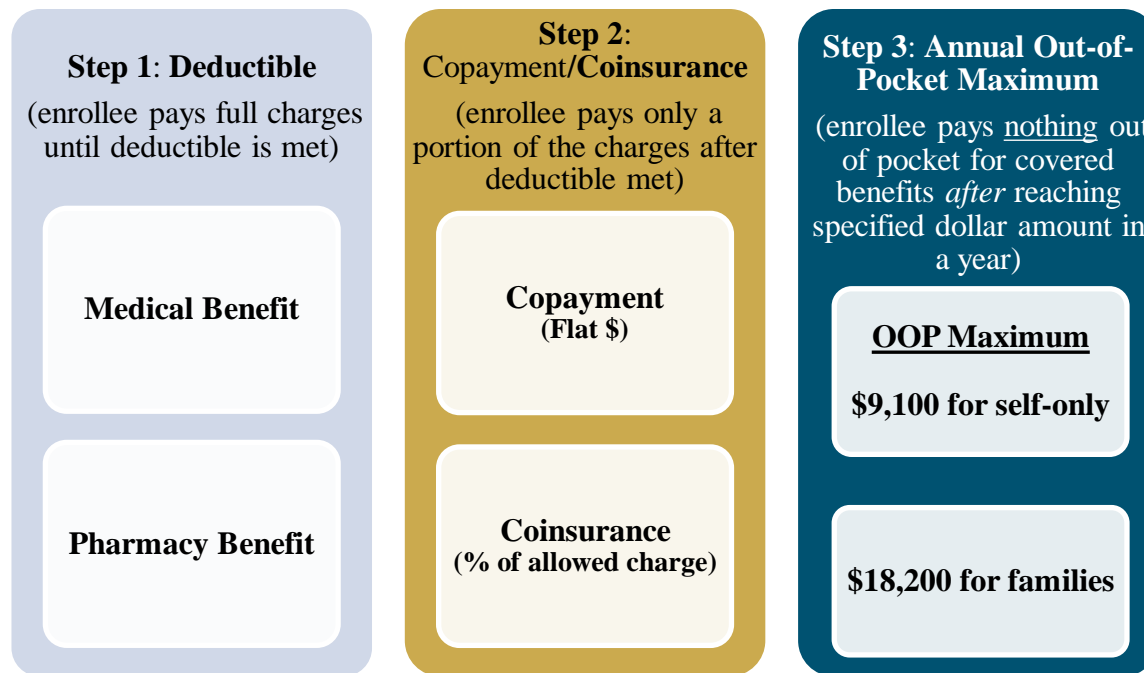 Step 1: Deductible
(enrollee pays full charges
until deductible is met)
Medical Benefit
Pharmacy Benefit
Step 2:
Copayment/Coinsurance
(enrollee pays only a
portion of the charges after
deductible met)
Copayment
(Flat $)
Coinsurance
(% of allowed charge)
Step 3: Annual Out-of-
Pocket Maximum
(enrollee pays nothing out
of pocket for covered
benefits after reaching
specified dollar amount in
a year)
OOP Maximum
$9,100 for self-only
$18,200 for families